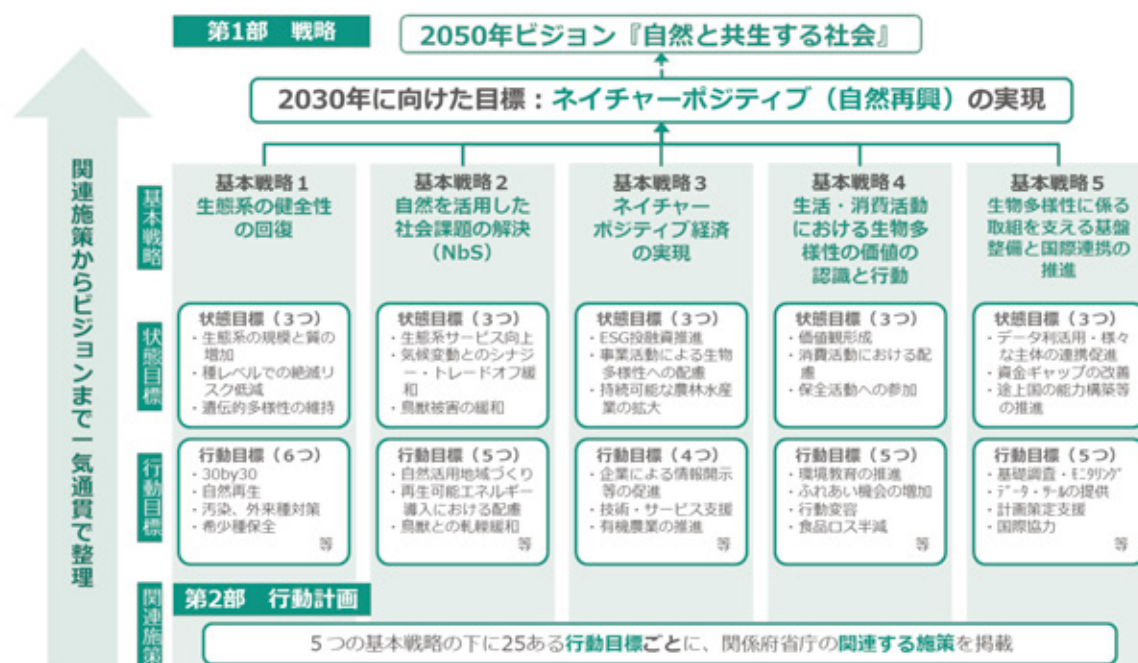 第1部 戦略
2050年ビジョン『自然と共生する社会』
2030年に向けた目標：ネイチャーポジティブ（自然再興）の実現
関連施策からビジョンまで一気通貫で整理
基本戦略
基本戦略1
生態系の健全性
の回復
基本戦略2
自然を活用した
社会課題の解決
（NbS）
基本戦略3
ネイチャー
ポジティブ経済
の実現
基本戦略4
生活・消費活動
における生物多
様性の価値の
認識と行動
基本戦略5
生物多様性に係る
取組を支える基盤
整備と国際連携の
推進
状態目標
状態目標（3つ）
・生態系の規模と質の
増加
・種レベルでの絶滅リ
スク低減
・遺伝的多様性の維持
状態目標（3つ）
・生態系サービス向上
・気候変動とのシナジ
ー・トレードオフ緩
和
・鳥獣被害の緩和
状態目標（3つ）
・ESG投融資推進
・事業活動による生物
多様性への配慮
・持続可能な農林水産
業の拡大
状態目標（3つ）
・価値観形成
・消費活動における配
慮
・保全活動への参加
状態目標（3つ）
・データ利活用・様々
な主体の連携促進
・資金ギャップの改善
・途上国の能力構築等
の推進
行動目標
行動目標（6つ）
・30by30
・自然再生
・汚染、外来種対策
・希少種保全
等
行動目標（5つ）
・自然活用地域づくり
・再生可能エネルギー
導入における配慮
・鳥獣との軋轢緩和
等
行動目標（4つ）
・企業による情報開示
等の促進
・技術・サービス支援
・有機農業の推進
等
行動目標（5つ）
・環境教育の推進
・ふれあい機会の増加
・行動変容
・食品ロス半減
等
行動目標（5つ）
・基礎調査・ﾓﾆﾀﾘﾝｸﾞ
・ﾃﾞｰﾀ・ﾂｰﾙの提供
・計画策定支援
・国際協力
等
関連施策
第2部 行動計画
5つの基本戦略の下に25ある行動目標ごとに、関係府省庁の関連する施策を掲載